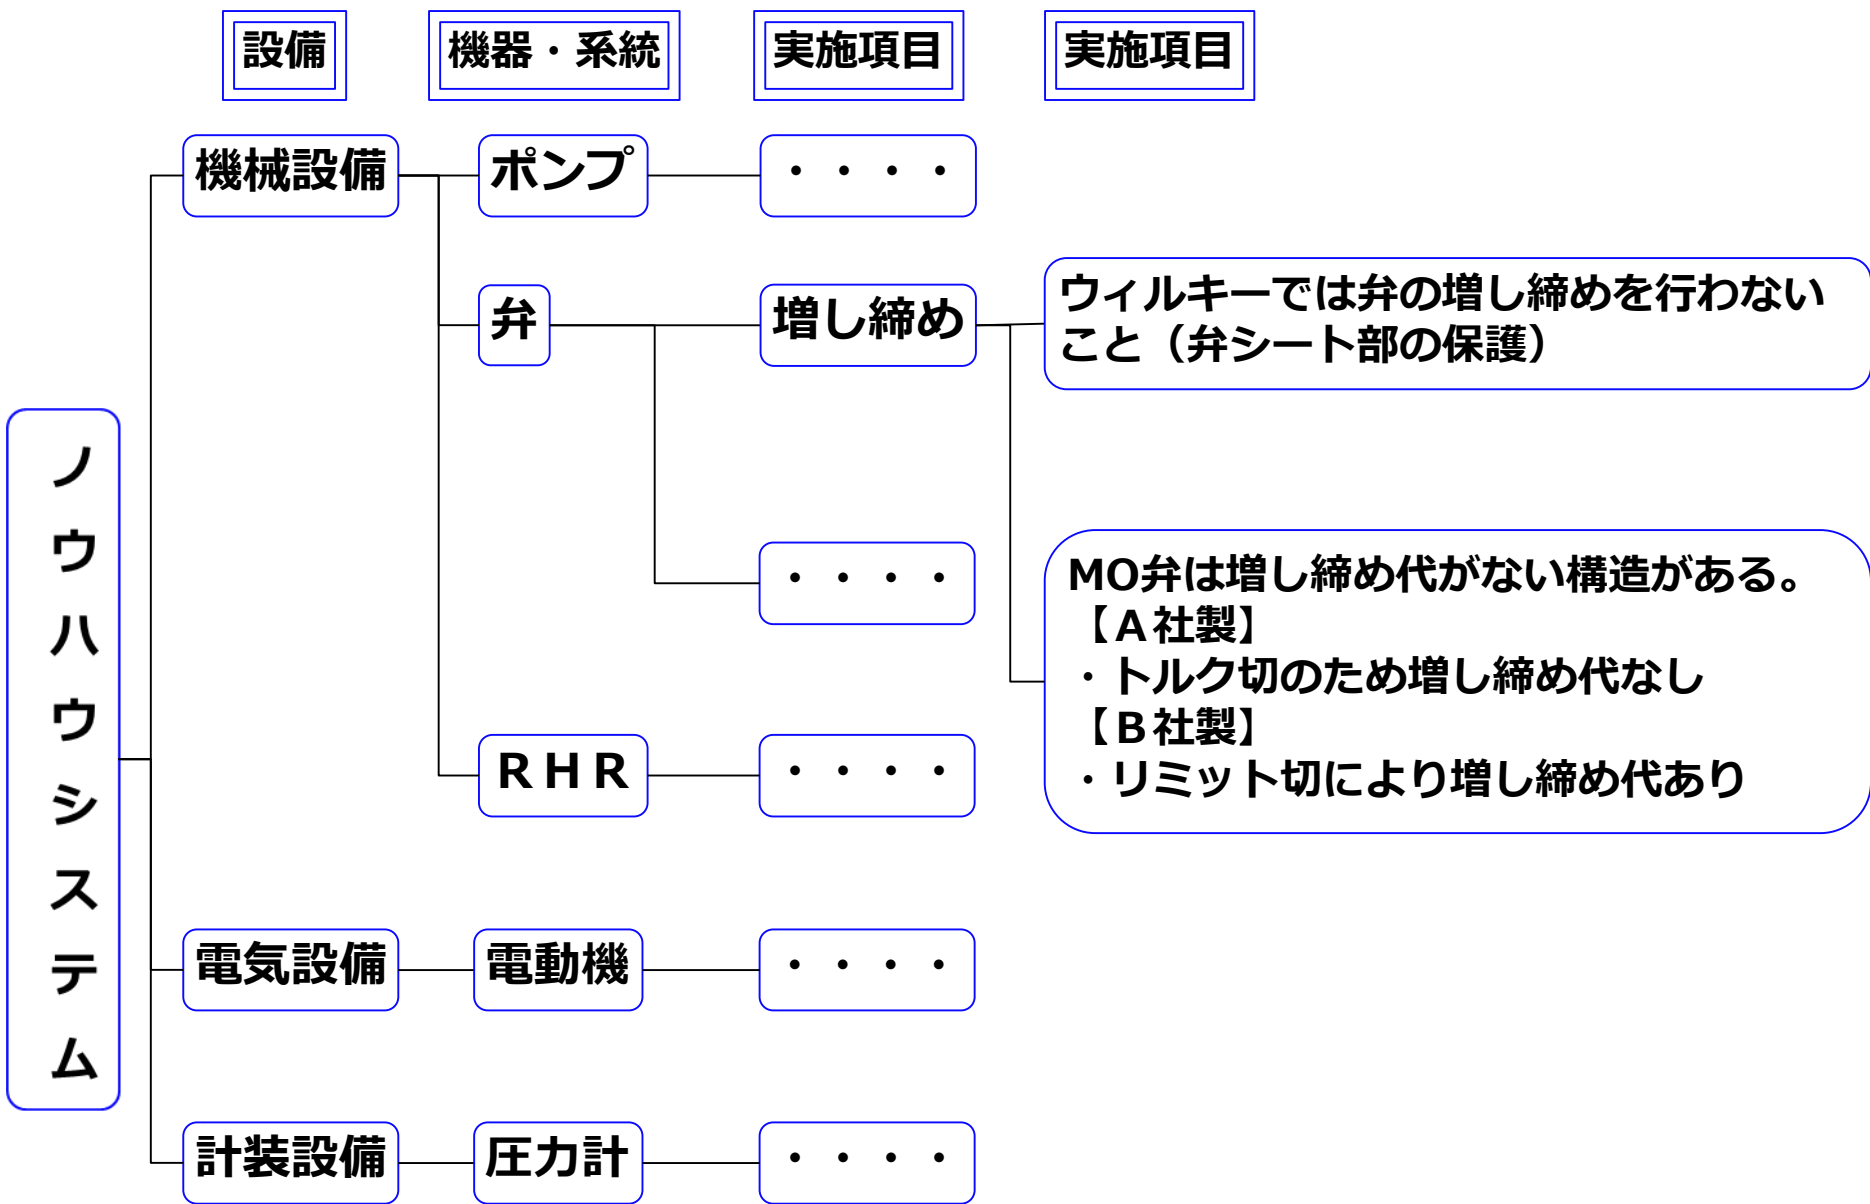 設備
機器・系統
実施項目
実施項目
ノウハウシステム
機械設備
ポンプ
・・・・
弁
増し締め
ウィルキーでは弁の増し締めを行わない
こと（弁シート部の保護）
・・・・
MO弁は増し締め代がない構造がある。
【Ａ社製】
・トルク切のため増し締め代なし
【Ｂ社製】
・リミット切により増し締め代あり
ＲＨＲ
・・・・
電気設備
電動機
・・・・
計装設備
圧力計
・・・・